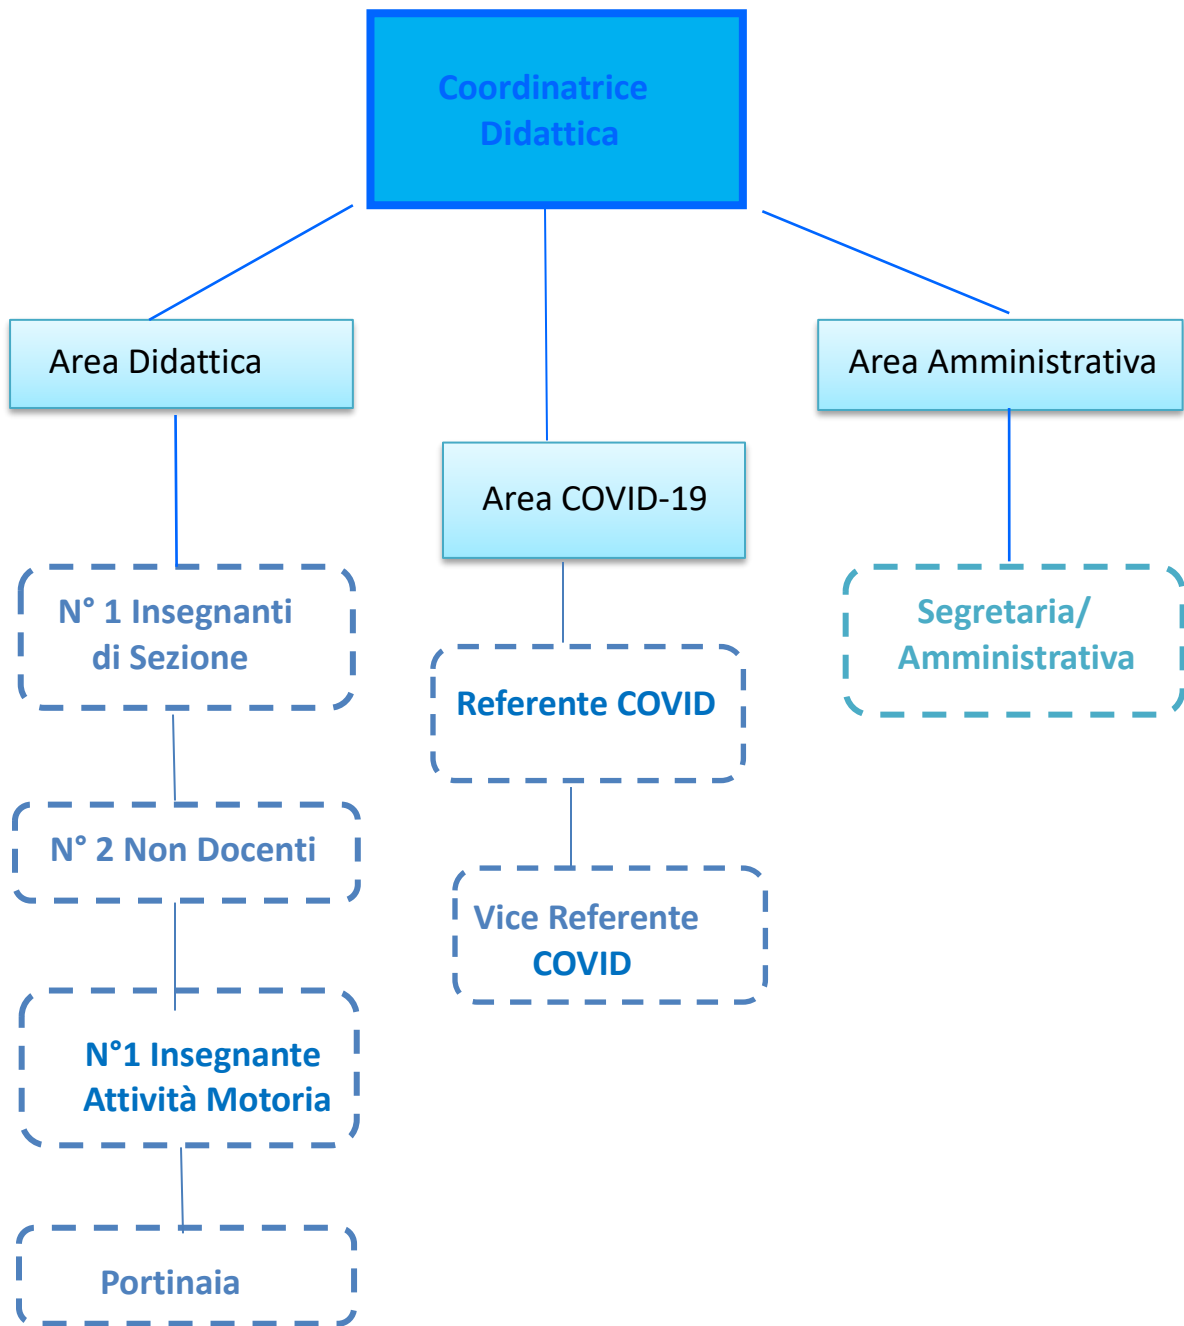 Coordinatrice
Didattica
Area Didattica
Area Amministrativa
Area COVID-19
N° 1 Insegnanti
di Sezione
Segretaria/
Amministrativa
Referente COVID
N° 2 Non Docenti
Vice Referente
COVID
N°1 Insegnante
Attività Motoria
Portinaia